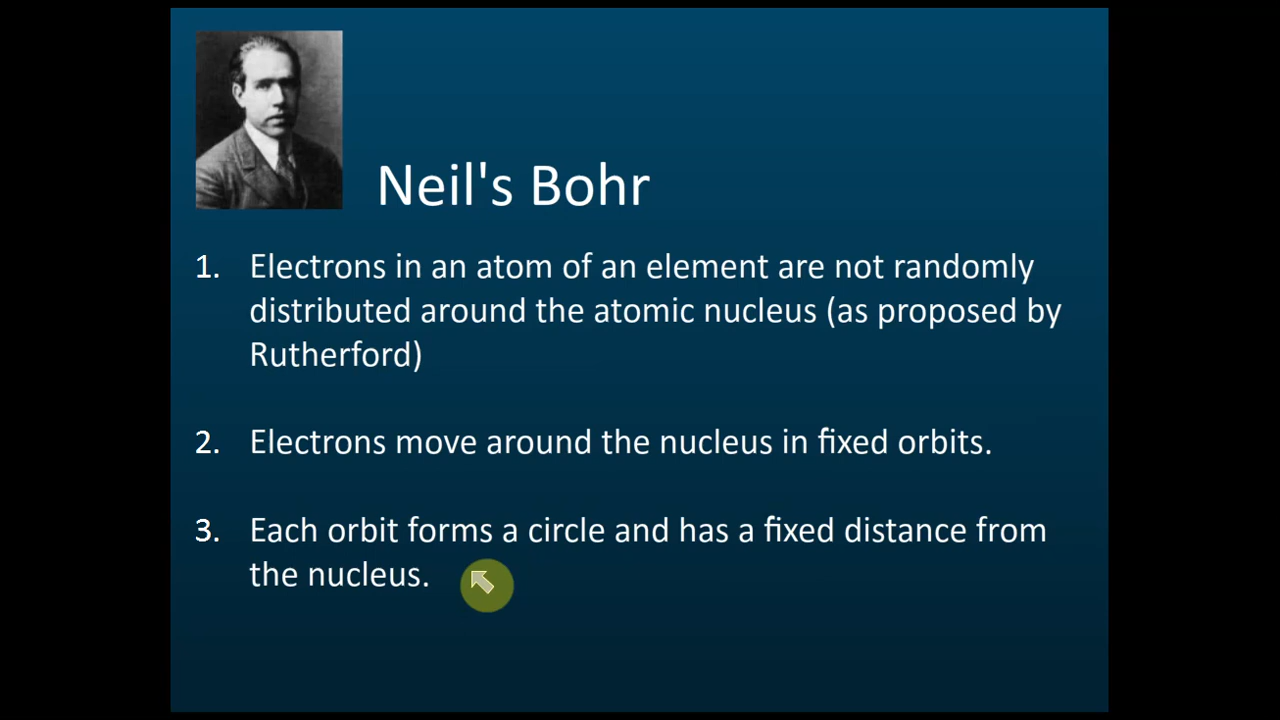 Neil's Bohr
1. Electrons in an atom of an element are not randomly
distributed around the atomic nucleus (as proposed by
Rutherford)
2. Electrons move around the nucleus in fixed orbits.
3. Each orbit forms a circle and has a fixed distance from
the nucleus.